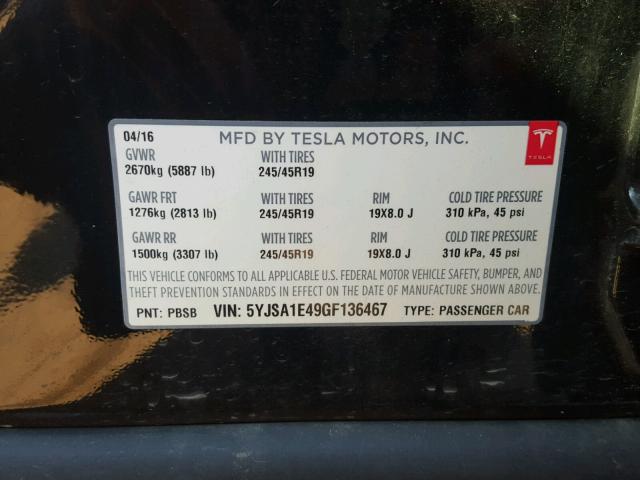 04/16 MFD BY TESLA MOTORS, INC.
TESLA
GVWR WITH TIRES
2670kg (5887 lb) 245/45R19
GAWR FRT WITH TIRES RIM COLD TIRE PRESSURE
1276kg (2813 lb) 245/45R19 19X8.0 J 310 kPa, 45 psi
GAWR RR WITH TIRES RIM COLD TIRE PRESSURE
1500kg (3307 lb) 245/45R19 19X8.0 J 310 kPa, 45 psi
THIS VEHICLE CONFORMS TO ALL APPLICABLE U.S. FEDERAL MOTOR VEHICLE SAFETY, BUMPER, AND
THEFT PREVENTION STANDARDS IN EFFECT ON THE DATE OF MANUFACTURE SHOWN ABOVE.
PNT: PBSB VIN: 5YJSA1E49GF136467 TYPE: PASSENGER CAR